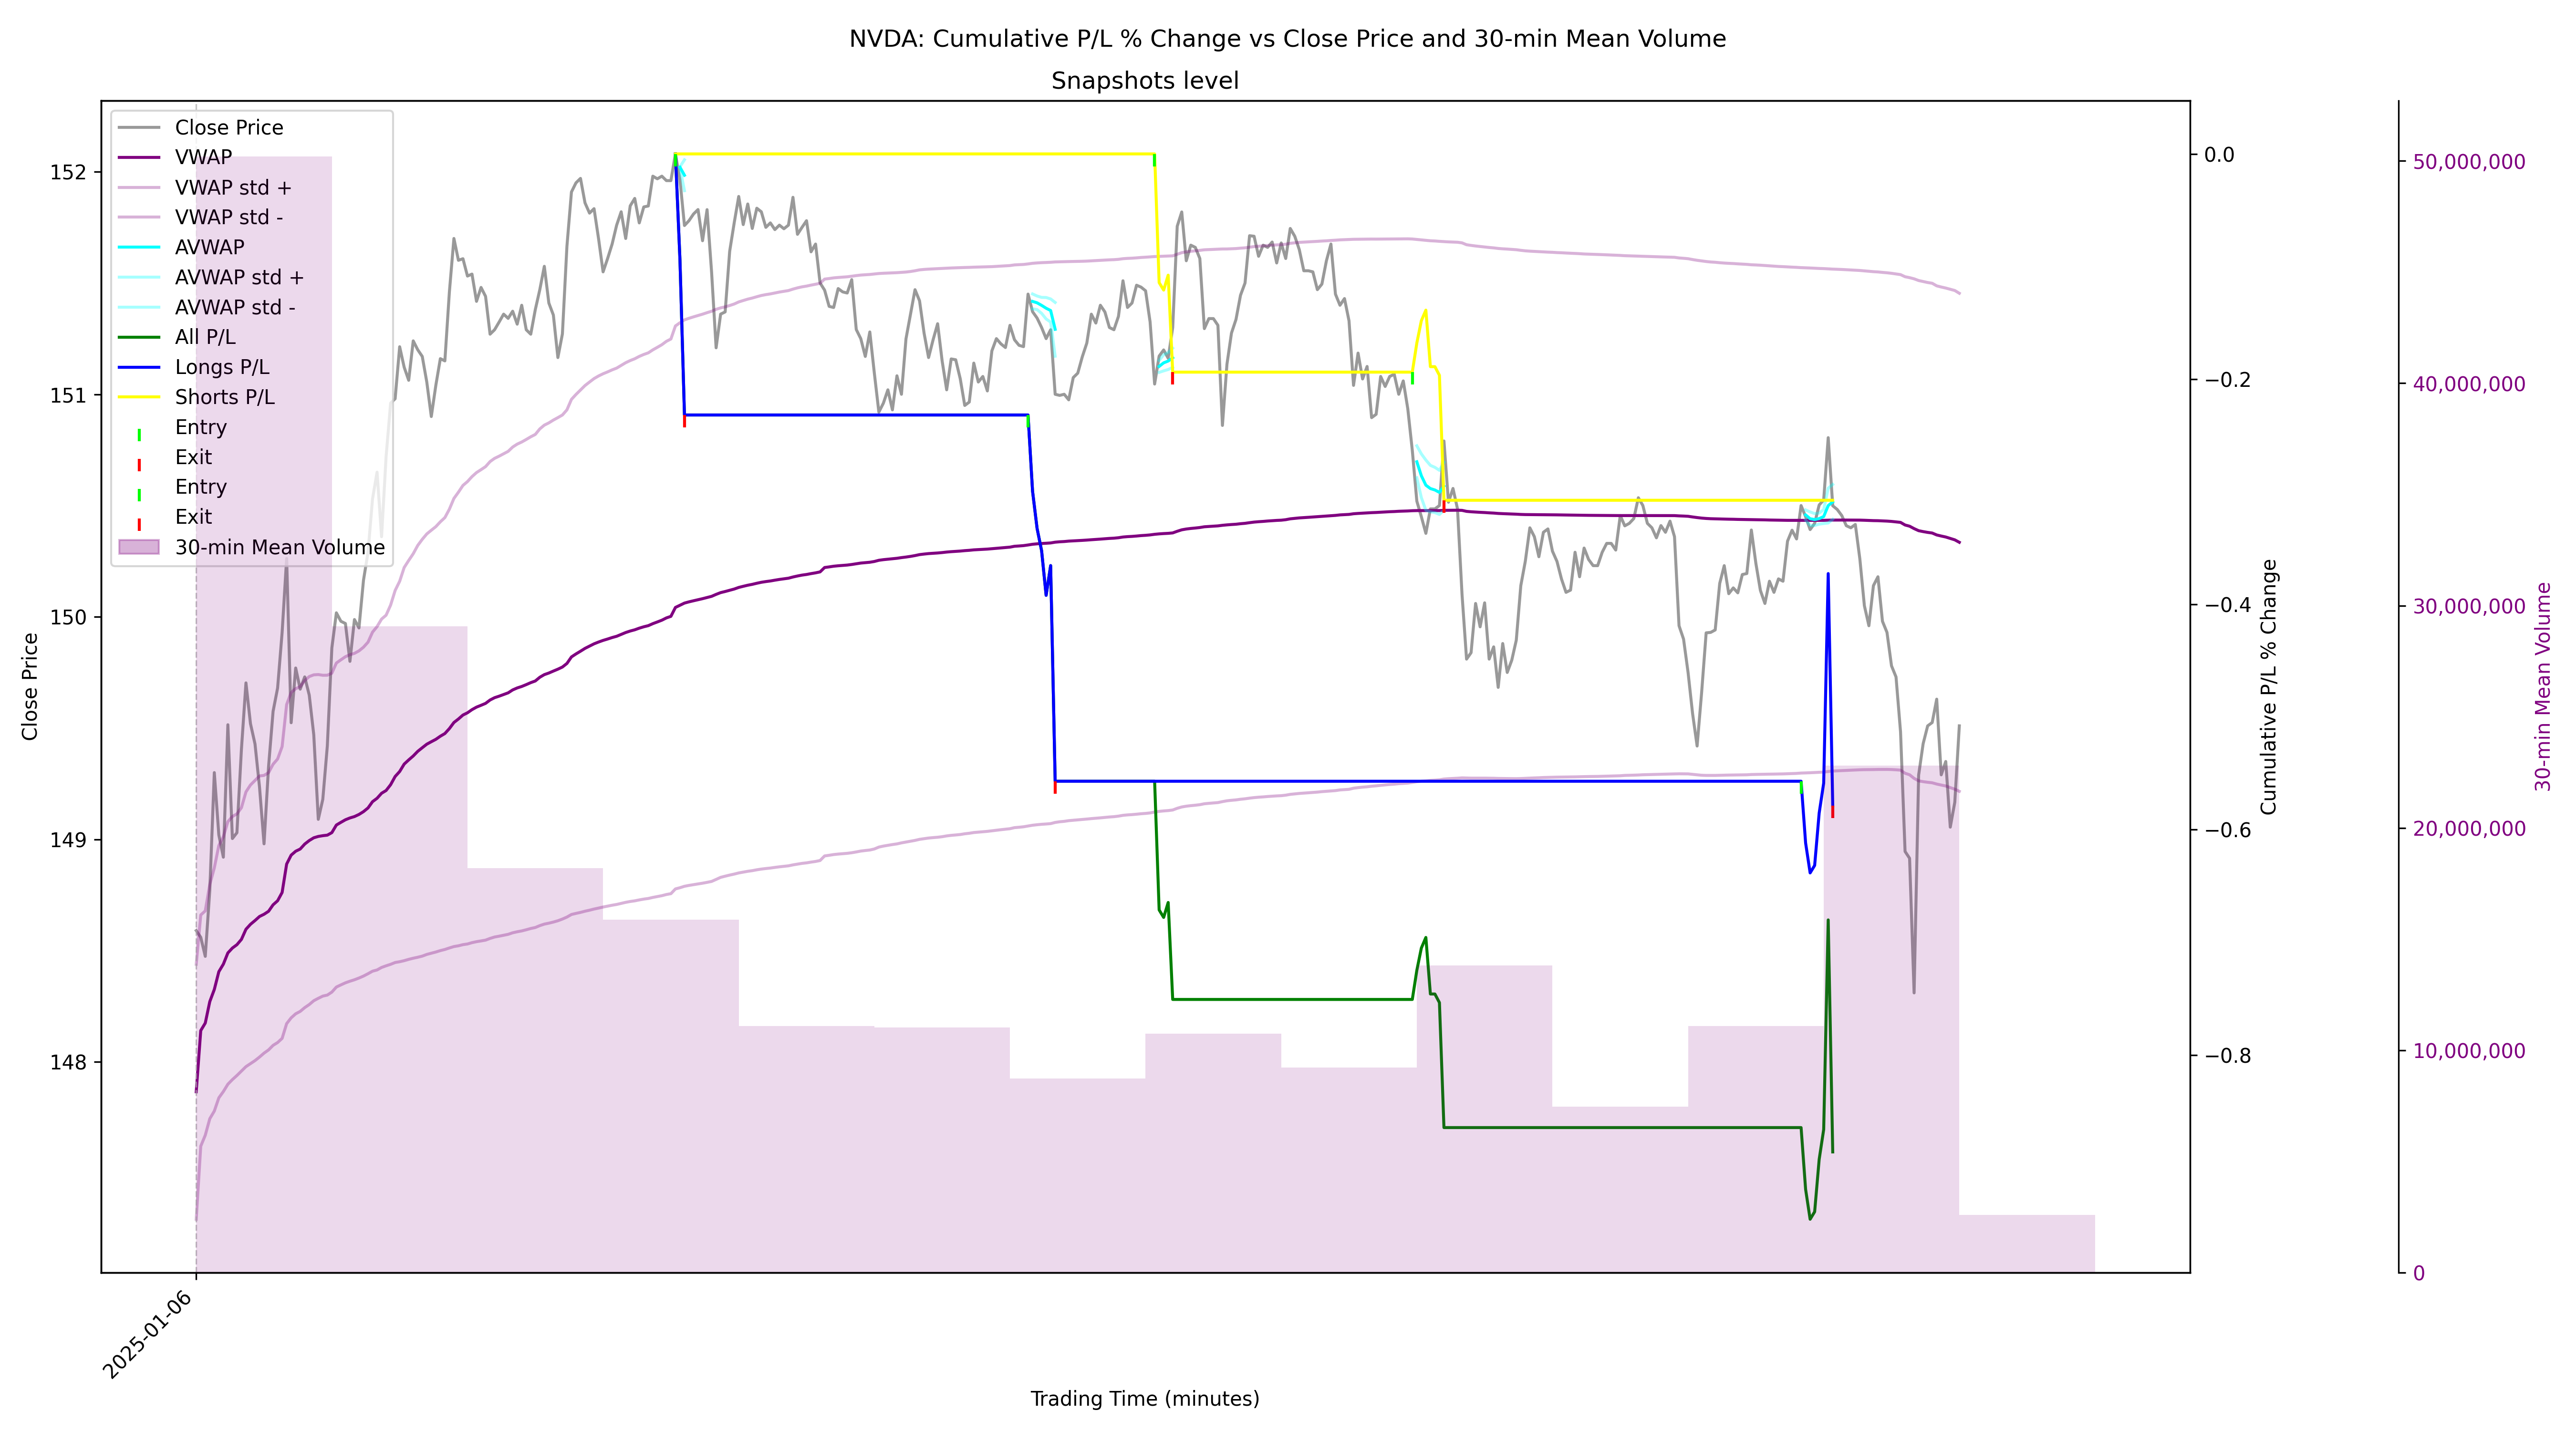 NVDA: Cumulative P/L % Change vs Close Price and 30-min Mean Volume
Snapshots level
Close Price
VWAP
VWAP std +
VWAP std -
AVWAP
AVWAP std +
AVWAP std -
All P/L
Longs P/L
Shorts P/L
Entry
Exit
Entry
Exit
30-min Mean Volume
152
151
150
149
148
Close Price
0.0
−0.2
−0.4
−0.6
−0.8
Cumulative P/L % Change
50,000,000
40,000,000
30,000,000
20,000,000
10,000,000
0
30-min Mean Volume
2025-01-06
Trading Time (minutes)